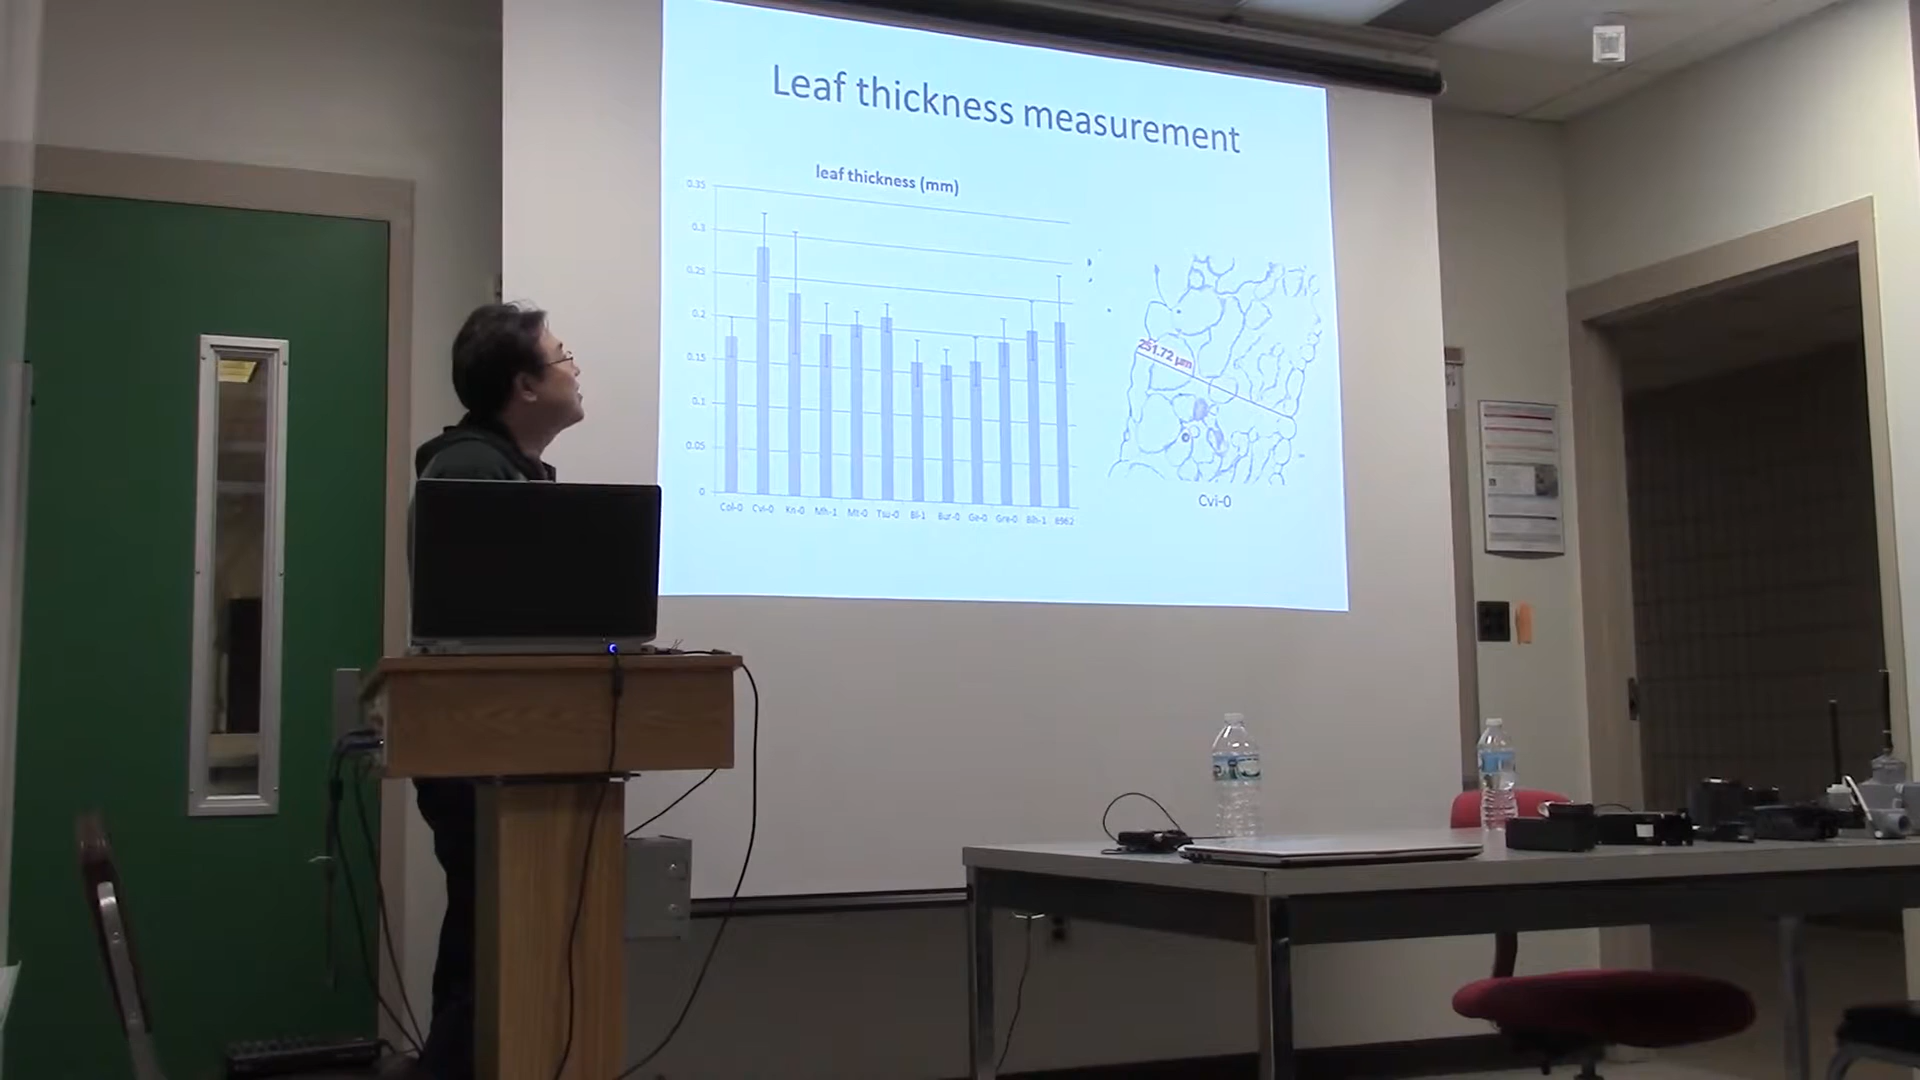 Leaf thickness measurement
leaf thickness (mm)
0.35
0.3
0.25
0.2
0.15
0.1
0.05
0
Col-0 Cvi-0 Kn-0 Mh-1 Mt-0 Tsu-0 Bl-1 Bur-0 Ge-0 Gre-0 Blh-1 8962
251.72 µm
Cvi-0